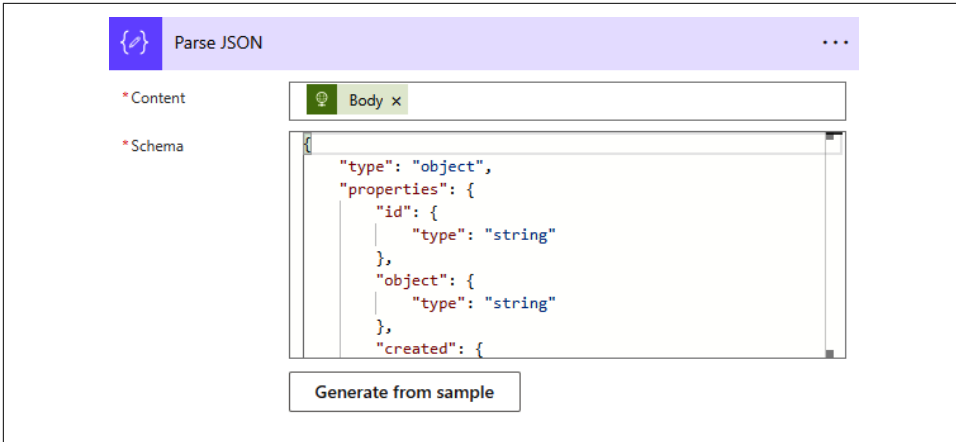 Parse JSON
*Content
Body ×
*Schema
{
"type": "object",
"properties": {
"id": {
"type": "string"
},
"object": {
"type": "string"
},
"created": {
Generate from sample